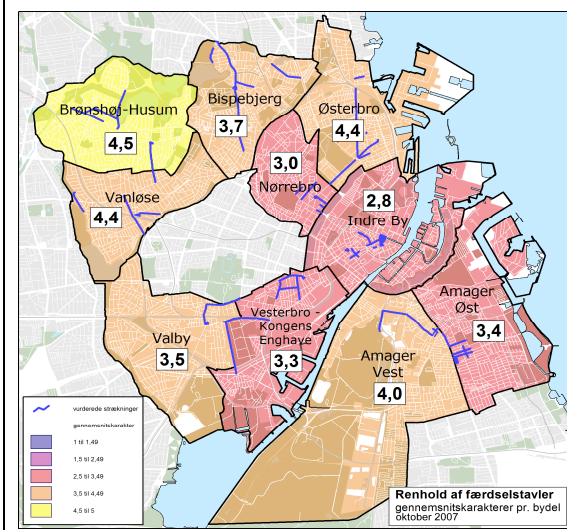 Brønshøj-Husum
4,5
Bispebjerg
3,7
Østerbro
4,4
3,0
Nørrebro
Vanløse
4,4
2,8
Indre By
Amager
Øst
3,4
Vesterbro -
Kongens
Enghave
3,3
Valby
3,5
Amager
Vest
4,0
vurderede strækninger
gennemsnitskarakter
1 til 1,49
1,5 til 2,49
2,5 til 3,49
3,5 til 4,49
4,5 til 5
Renhold af færdselstavler
gennemsnitskarakterer pr. bydel
oktober 2007